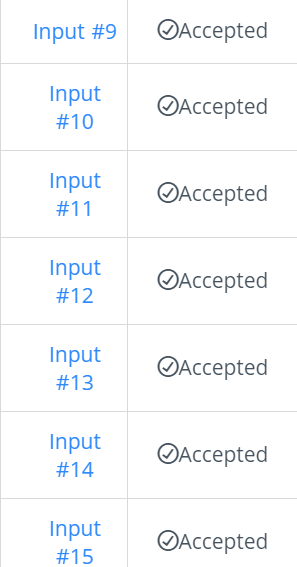 Input #9 Accepted
Input
#10 Accepted
Input
#11 Accepted
Input
#12 Accepted
Input
#13 Accepted
Input
#14 Accepted
Input
#15 Accepted